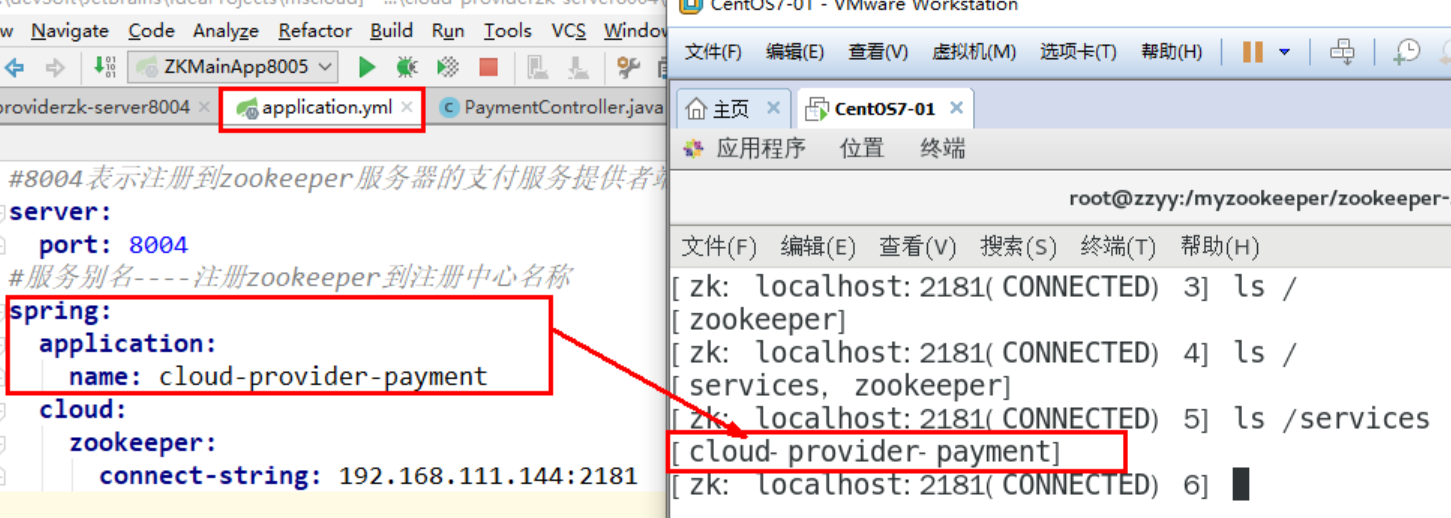 CentOS7-01 - VMware Workstation
Navigate Code Analyze Refactor Build Run Tools VCS
ZKMainApp8005
providerzk-server8004 × application.yml × PaymentController.java
#8004表示注册到zookeeper服务器的支付服务提供者
server:
port: 8004
#服务别名----注册zookeeper到注册中心名称
spring:
application:
name: cloud-provider-payment
cloud:
zookeeper:
connect-string: 192.168.111.144:2181
文件(F) 编辑(E) 查看(V) 虚拟机(M) 选项卡(T) 帮助(H)
主页 × CentOS7-01 ×
应用程序 位置 终端
root@zzyy:/myzookeeper/zookeeper-
文件(F) 编辑(E) 查看(V) 搜索(S) 终端(T) 帮助(H)
[zk: localhost:2181(CONNECTED) 3] ls /
[zookeeper]
[zk: localhost:2181(CONNECTED) 4] ls /
[services, zookeeper]
[zk: localhost:2181(CONNECTED) 5] ls /services
[cloud-provider-payment]
[zk: localhost:2181(CONNECTED) 6]